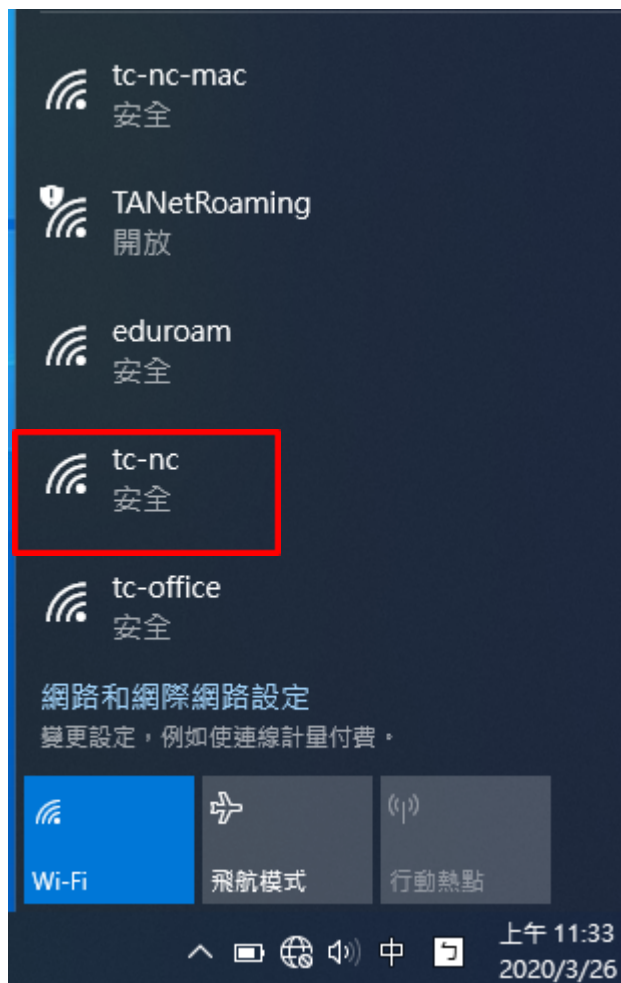 tc-nc-mac
安全
TANetRoaming
開放
eduroam
安全
tc-nc
安全
tc-office
安全
網路和網際網路設定
變更設定，例如使連線計量付費。
Wi-Fi
飛航模式
行動熱點
中
ㄅ
上午 11:33
2020/3/26